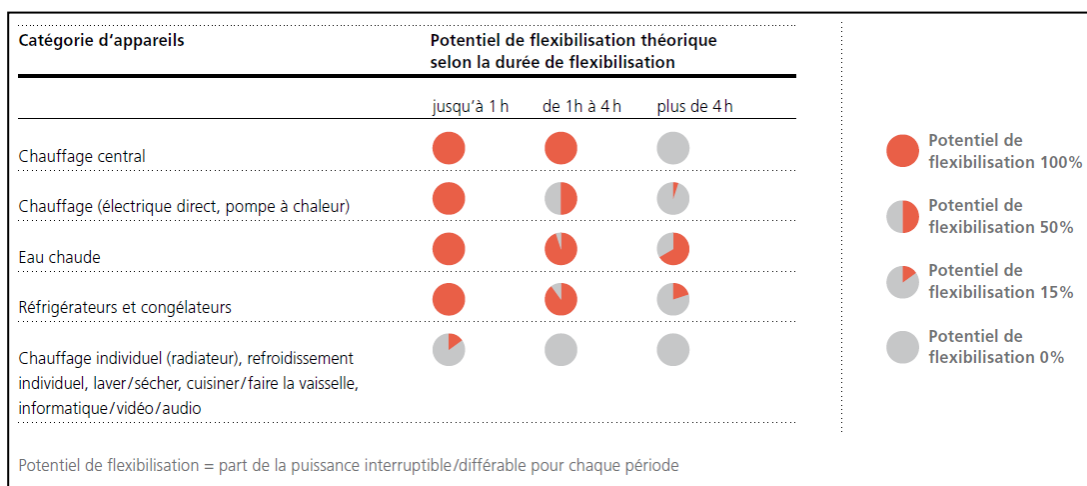 Catégorie d'appareils
Potentiel de flexibilisation théorique
selon la durée de flexibilisation
jusqu'à 1 h
de 1h à 4 h
plus de 4 h
Chauffage central
Chauffage (électrique direct, pompe à chaleur)
Eau chaude
Réfrigérateurs et congélateurs
Chauffage individuel (radiateur), refroidissement
individuel, laver/sécher, cuisiner/faire la vaisselle,
informatique/vidéo/audio
Potentiel de flexibilisation = part de la puissance interruptible/différable pour chaque période
Potentiel de
flexibilisation 100%
Potentiel de
flexibilisation 50%
Potentiel de
flexibilisation 15%
Potentiel de
flexibilisation 0%